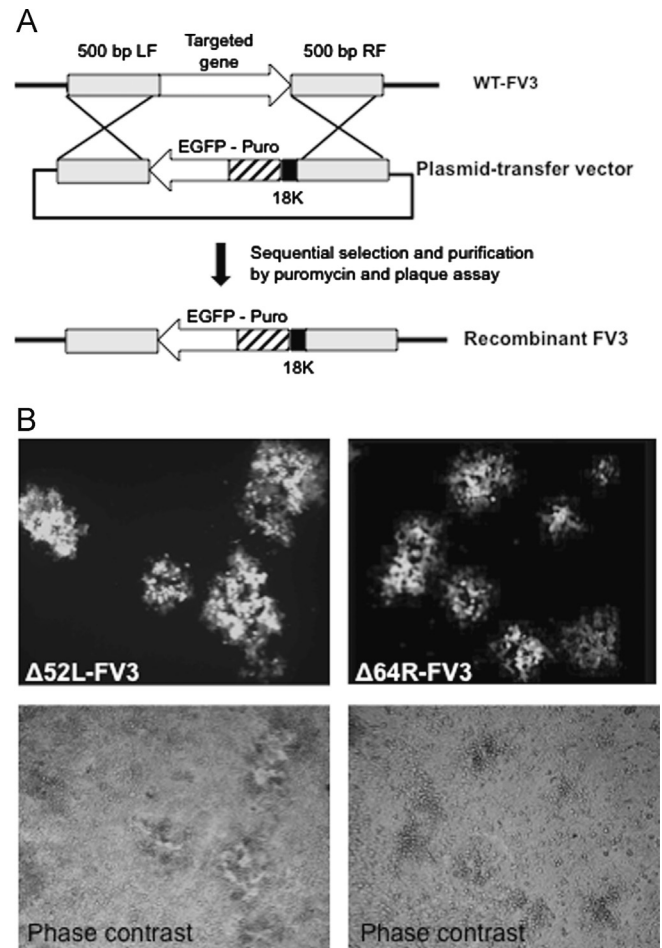 A
500 bp LF
Targeted
gene
500 bp RF
WT-FV3
EGFP - Puro
Plasmid-transfer vector
18K
Sequential selection and purification
by puromycin and plaque assay
EGFP - Puro
Recombinant FV3
18K
B
Δ52L-FV3
Δ64R-FV3
Phase contrast
Phase contrast